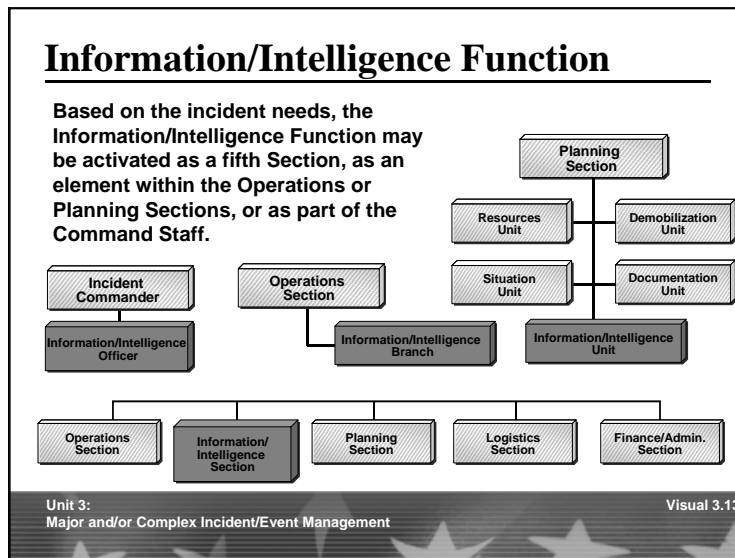 Information/Intelligence Function
Based on the incident needs, the
Information/Intelligence Function may
be activated as a fifth Section, as an
element within the Operations or
Planning Sections, or as part of the
Command Staff.
Planning
Section
Resources
Unit
Demobilization
Unit
Situation
Unit
Documentation
Unit
Information/Intelligence
Unit
Incident
Commander
Information/Intelligence
Officer
Operations
Section
Information/Intelligence
Branch
Operations
Section
Information/
Intelligence
Section
Planning
Section
Logistics
Section
Finance/Admin.
Section
Unit 3:
Major and/or Complex Incident/Event Management
Visual 3.13